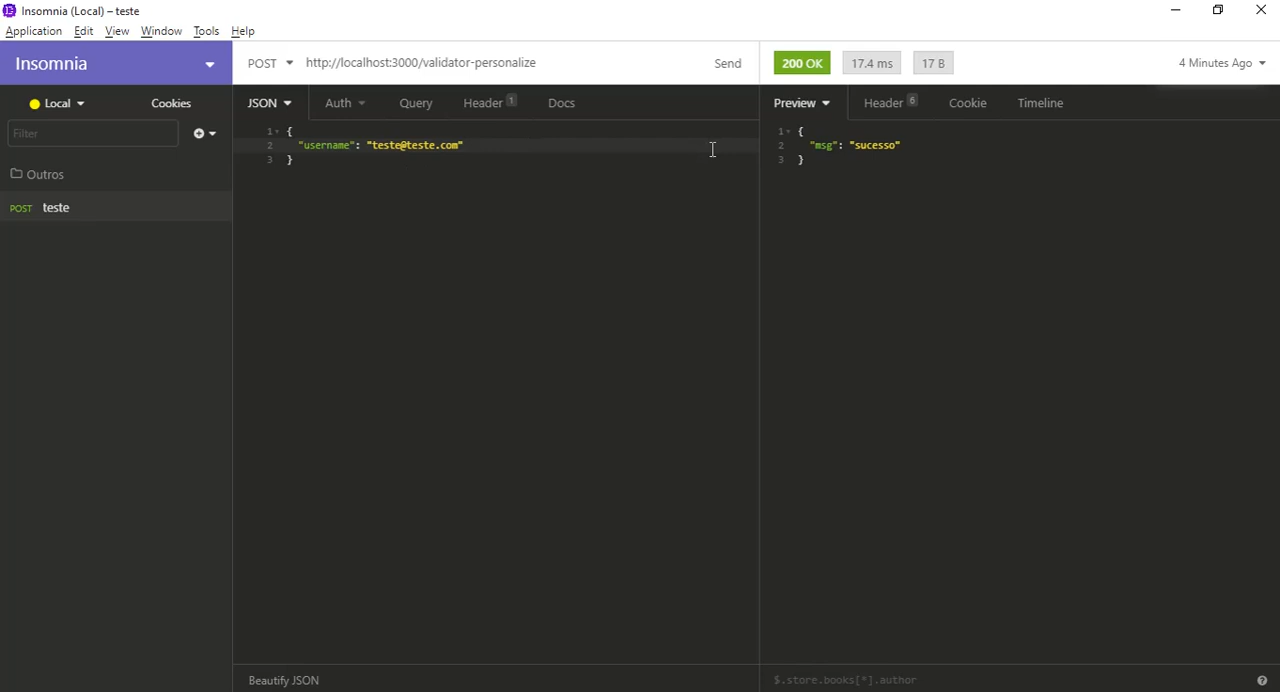 Insomnia (Local) – teste
Application Edit View Window Tools Help
Insomnia
POST http://localhost:3000/validator-personalize Send
200 OK 17.4 ms 17 B 4 Minutes Ago
Local Cookies
JSON Auth Query Header 1 Docs
Preview Header 6 Cookie Timeline
Filter
Outros
POST teste
1 {
2 "username": "teste@teste.com"
3 }
1 {
2 "msg": "sucesso"
3 }
Beautify JSON
$.store.books[*].author